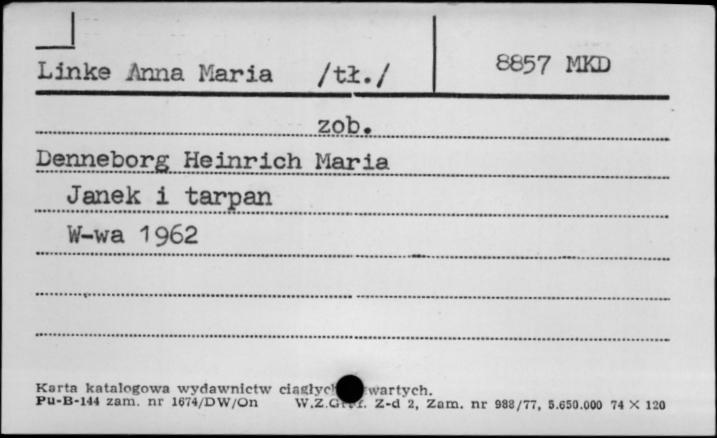 Linke Anna Maria /tł./ 8857 MKD
zob.
Denneborg Heinrich Maria
Janek i tarpan
W-wa 1962
Karta katalogowa wydawnictw
Pu-B-144 zam. nr 1674/DW/On W.Z.Graf. Z-d 2, Zam. nr 988/77, 5.650.000 74 X 120